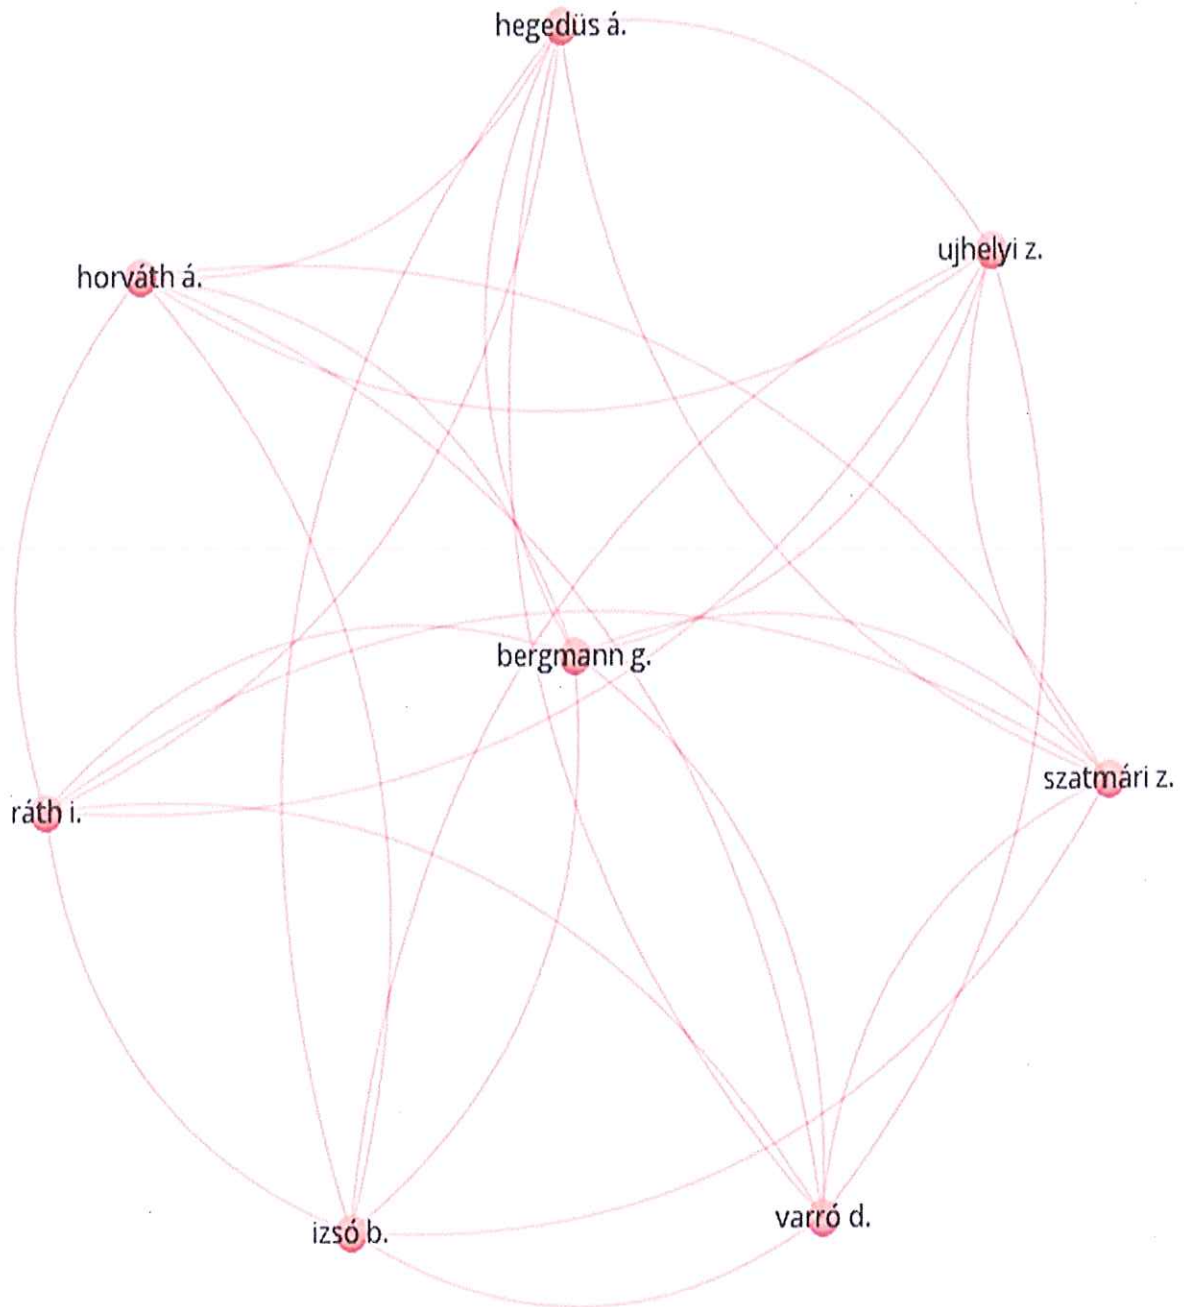 hegedüs á.
ujhelyi z.
horváth á.
bergmann g.
szatmári z.
ráth i.
izsó b.
varró d.